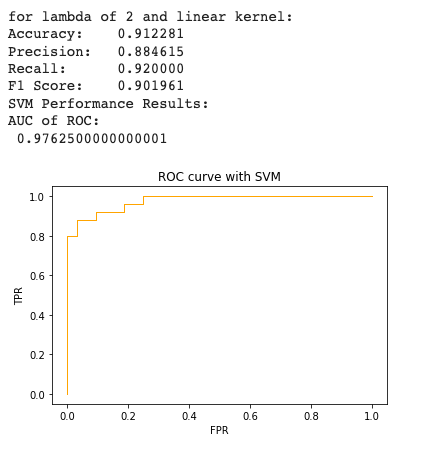 for lambda of 2 and linear kernel:
Accuracy:    0.912281
Precision:   0.884615
Recall:      0.920000
F1 Score:    0.901961
SVM Performance Results:
AUC of ROC:
 0.9762500000000001
ROC curve with SVM
1.0
0.8
0.6
0.4
0.2
0.0
TPR
0.0 0.2 0.4 0.6 0.8 1.0
FPR